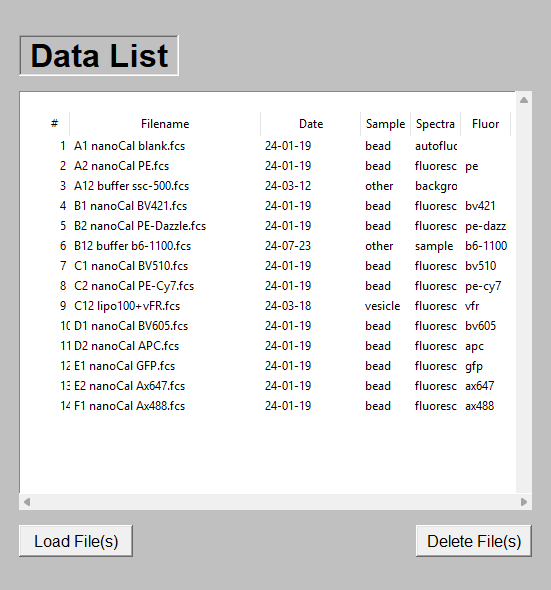 Data List
# Filename Date Sample Spectra Fluor
1 A1 nanoCal blank.fcs 24-01-19 bead autofluc
2 A2 nanoCal PE.fcs 24-01-19 bead fluoresc pe
3 A12 buffer ssc-500.fcs 24-03-12 other backgro
4 B1 nanoCal BV421.fcs 24-01-19 bead fluoresc bv421
5 B2 nanoCal PE-Dazzle.fcs 24-01-19 bead fluoresc pe-dazz
6 B12 buffer b6-1100.fcs 24-07-23 other sample b6-1100
7 C1 nanoCal BV510.fcs 24-01-19 bead fluoresc bv510
8 C2 nanoCal PE-Cy7.fcs 24-01-19 bead fluoresc pe-cy7
9 C12 lipo100+vFR.fcs 24-03-18 vesicle fluoresc vfr
10 D1 nanoCal BV605.fcs 24-01-19 bead fluoresc bv605
11 D2 nanoCal APC.fcs 24-01-19 bead fluoresc apc
12 E1 nanoCal GFP.fcs 24-01-19 bead fluoresc gfp
13 E2 nanoCal Ax647.fcs 24-01-19 bead fluoresc ax647
14 F1 nanoCal Ax488.fcs 24-01-19 bead fluoresc ax488
Load File(s) Delete File(s)